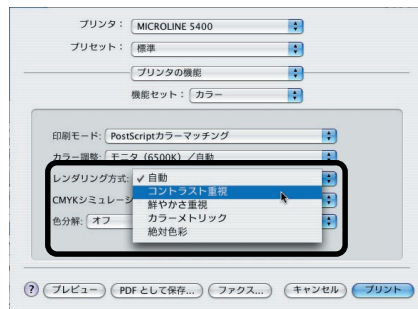 プリンタ： MICROLINE 5400
プリセット： 標準
プリンタの機能
機能セット： カラー
印刷モード: PostScriptカラーマッチング
カラー調整: モニタ（6500K）／自動
レンダリング方式: ✓ 自動
コントラスト重視
CMYKシミュレーシ 鮮やかさ重視
カラーメトリック
色分解: オフ
絶対色彩
? プレビュー PDF として保存... ファクス... キャンセル プリント